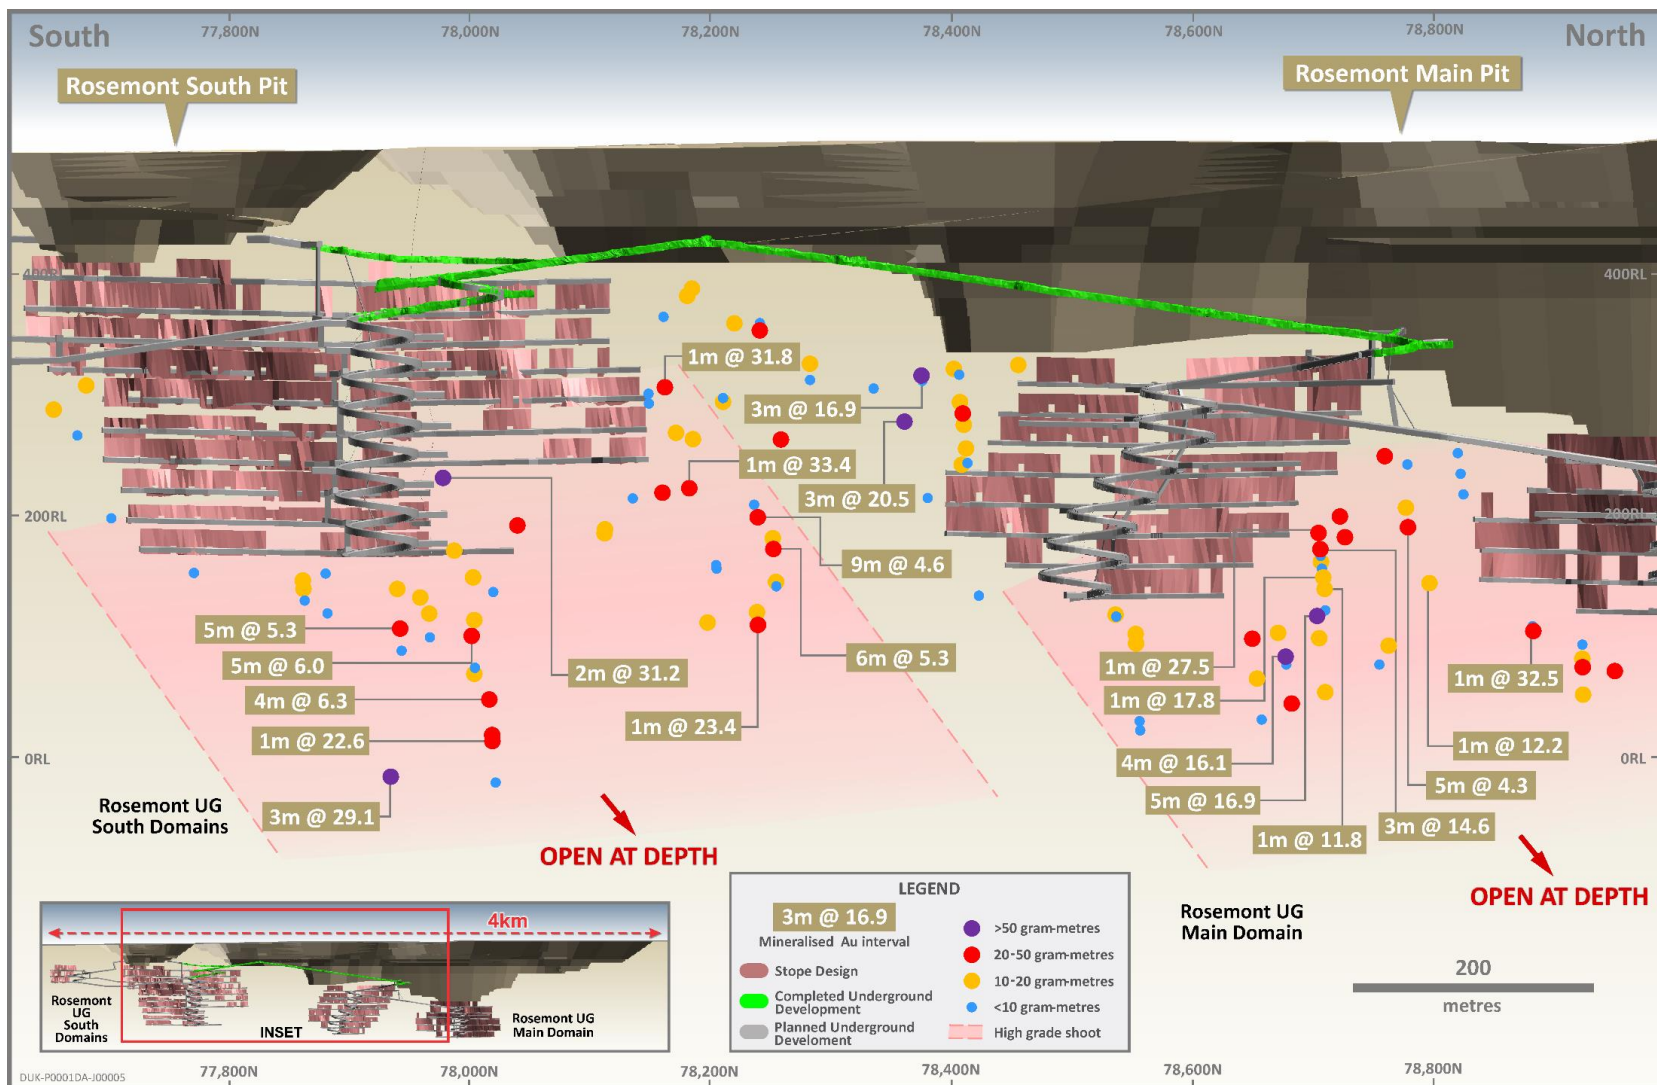 South
77,800N
78,000N
78,200N
78,400N
78,600N
78,800N
North
Rosemont South Pit
Rosemont Main Pit
400RL
400RL
1m @ 31.8
3m @ 16.9
1m @ 33.4
3m @ 20.5
200RL
200RL
9m @ 4.6
5m @ 5.3
5m @ 6.0
2m @ 31.2
6m @ 5.3
1m @ 27.5
1m @ 32.5
4m @ 6.3
1m @ 17.8
1m @ 23.4
1m @ 22.6
1m @ 12.2
0RL
0RL
4m @ 16.1
5m @ 4.3
5m @ 16.9
Rosemont UG
South Domains
3m @ 29.1
3m @ 14.6
1m @ 11.8
OPEN AT DEPTH
OPEN AT DEPTH
Rosemont UG
Main Domain
4km
Rosemont
UG
South
Domains
INSET
Rosemont UG
Main Domain
LEGEND
3m @ 16.9
Mineralised Au interval
Stope Design
Completed Underground
Development
Planned Underground
Develoment
>50 gram-metres
20-50 gram-metres
10-20 gram-metres
<10 gram-metres
High grade shoot
200
metres
DUK-P0001DA-J00005
77,800N
78,000N
78,200N
78,400N
78,600N
78,800N